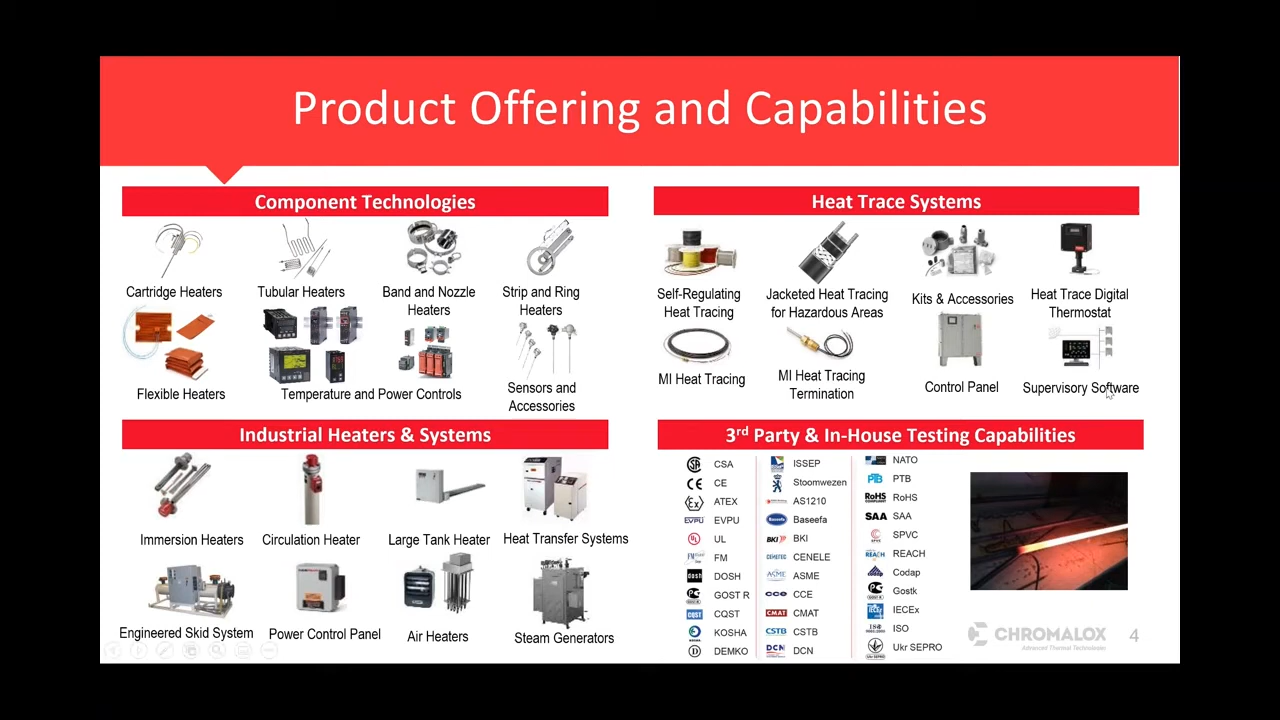 Product Offering and Capabilities
Component Technologies
Cartridge Heaters
Tubular Heaters
Band and Nozzle
Heaters
Strip and Ring
Heaters
Flexible Heaters
Temperature and Power Controls
Sensors and
Accessories
Heat Trace Systems
Self-Regulating
Heat Tracing
Jacketed Heat Tracing
for Hazardous Areas
Kits & Accessories
Heat Trace Digital
Thermostat
MI Heat Tracing
MI Heat Tracing
Termination
Control Panel
Supervisory Software
Industrial Heaters & Systems
Immersion Heaters
Circulation Heater
Large Tank Heater
Heat Transfer Systems
Engineered Skid System
Power Control Panel
Air Heaters
Steam Generators
3rd Party & In-House Testing Capabilities
CSA
CE
ATEX
EVPU
UL
FM
DOSH
GOST R
CQST
KOSHA
DEMKO
ISSEP
Stoomwezen
AS1210
Baseefa
BKI
CENELE
ASME
CCE
CMAT
CSTB
DCN
NATO
PTB
RoHS
SAA
SPVC
REACH
Codap
Gostk
IECEx
ISO
Ukr SEPRO
CHROMALOX
Advanced Thermal Technologies
4